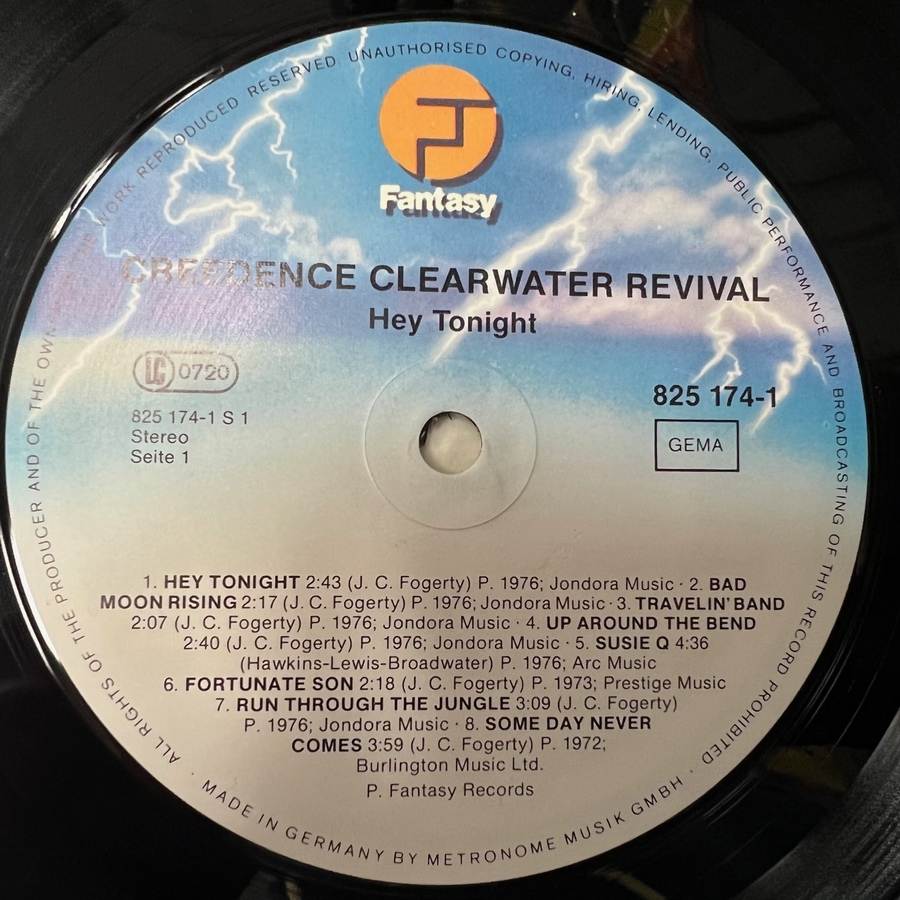 ALL RIGHTS OF THE PRODUCER AND OF THE OWNER WORK REPRODUCED RESERVED. UNAUTHORISED COPYING, HIRING, LENDING, PUBLIC PERFORMANCE AND BROADCASTING OF THIS RECORD PROHIBITED ·
Fantasy
CREEDENCE CLEARWATER REVIVAL
Hey Tonight
LC 0720
825 174-1
825 174-1 S 1
Stereo
Seite 1
GEMA
1. HEY TONIGHT 2:43 (J. C. Fogerty) P. 1976; Jondora Music · 2. BAD
MOON RISING 2:17 (J. C. Fogerty) P. 1976; Jondora Music · 3. TRAVELIN' BAND
2:07 (J. C. Fogerty) P. 1976; Jondora Music · 4. UP AROUND THE BEND
2:40 (J. C. Fogerty) P. 1976; Jondora Music · 5. SUSIE Q 4:36
(Hawkins-Lewis-Broadwater) P. 1976; Arc Music
6. FORTUNATE SON 2:18 (J. C. Fogerty) P. 1973; Prestige Music
7. RUN THROUGH THE JUNGLE 3:09 (J. C. Fogerty)
P. 1976; Jondora Music · 8. SOME DAY NEVER
COMES 3:59 (J. C. Fogerty) P. 1972;
Burlington Music Ltd.
P. Fantasy Records
· MADE IN GERMANY BY METRONOME MUSIK GMBH ·